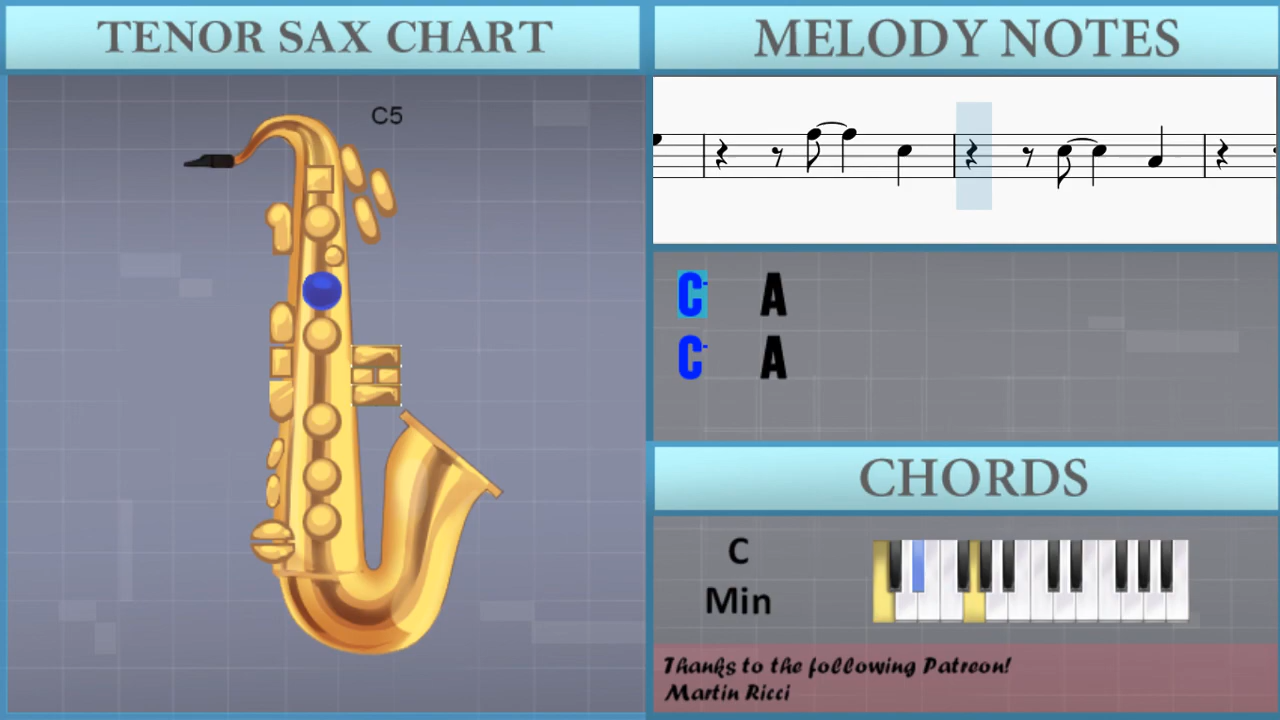 TENOR SAX CHART
MELODY NOTES
C5
C- A
C- A
CHORDS
C
Min
Thanks to the following Patreon!
Martin Ricci